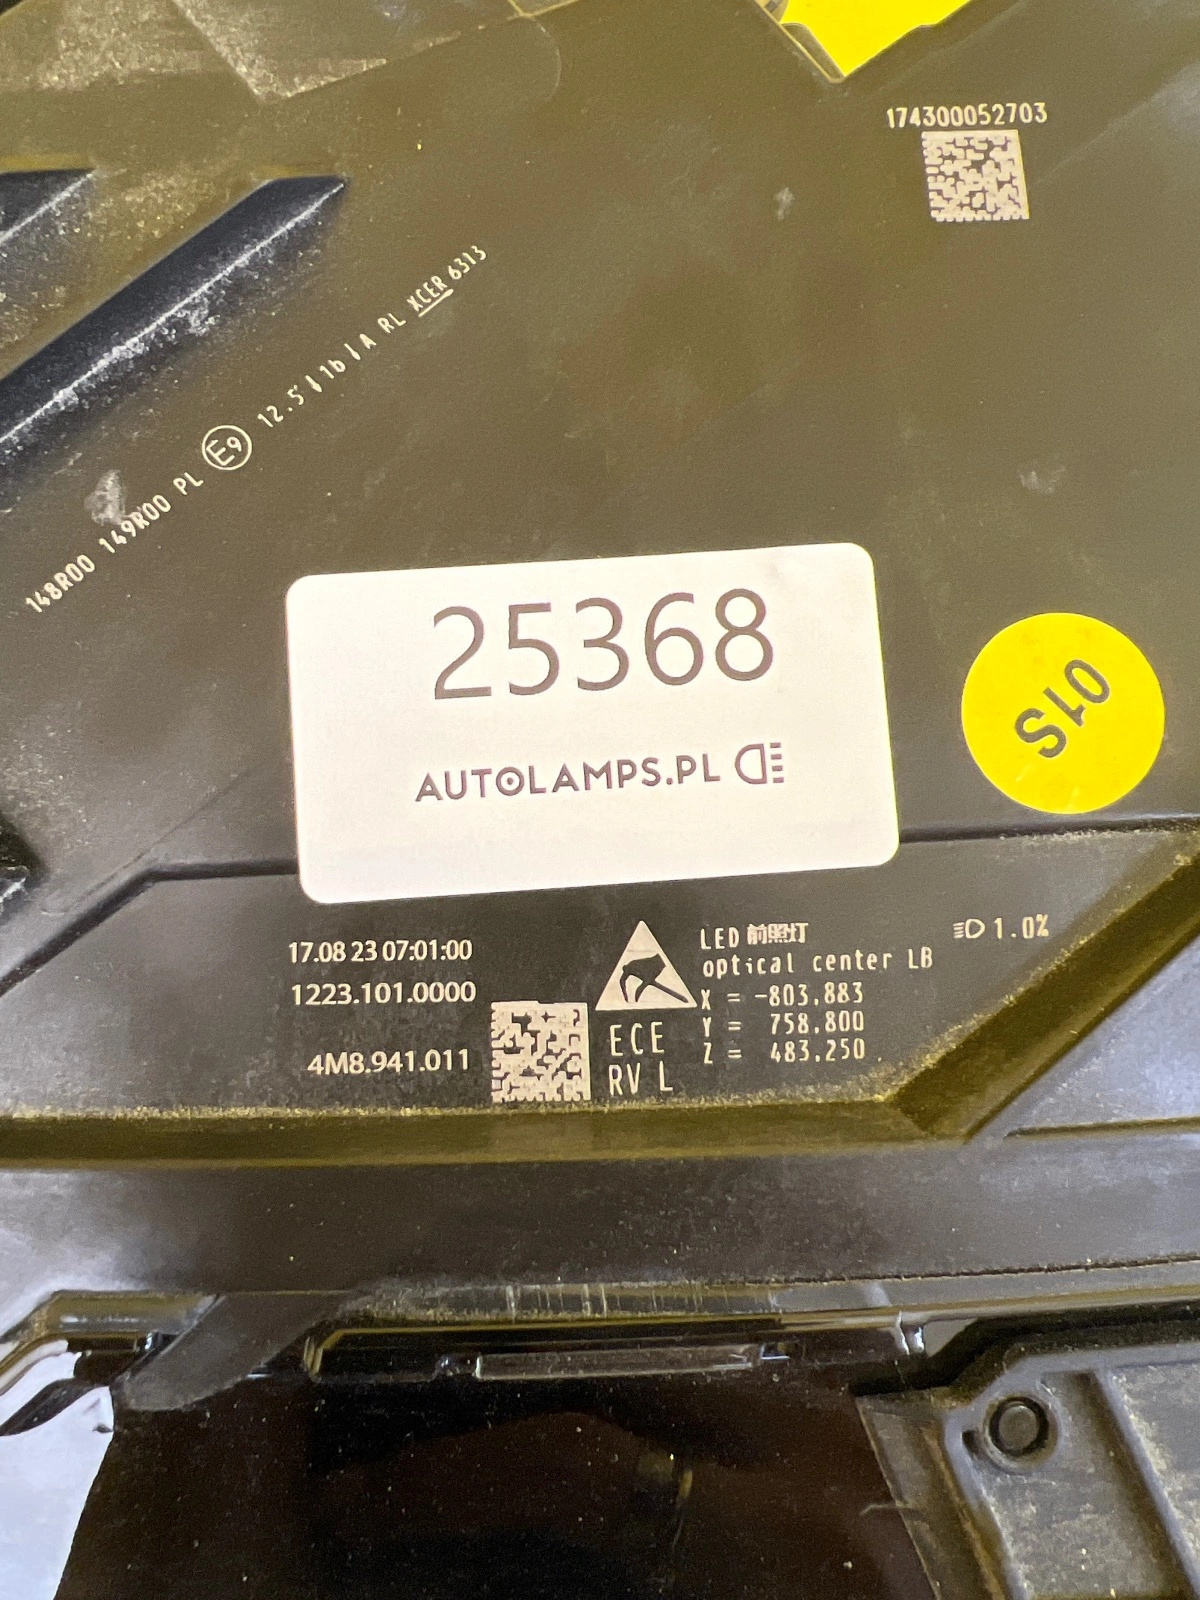 174300052703
148R00 149R00 PL E9 12.5 | 1b | A RL XCER 6313
25368
AUTOLAMPS.PL
01S
17.08 23 07:01:00
1223.101.0000
4M8.941.011
ECE
RV L
LED 前照灯
optical center LB
X = -803.883
Y = 758.800
Z = 483.250
1.0%